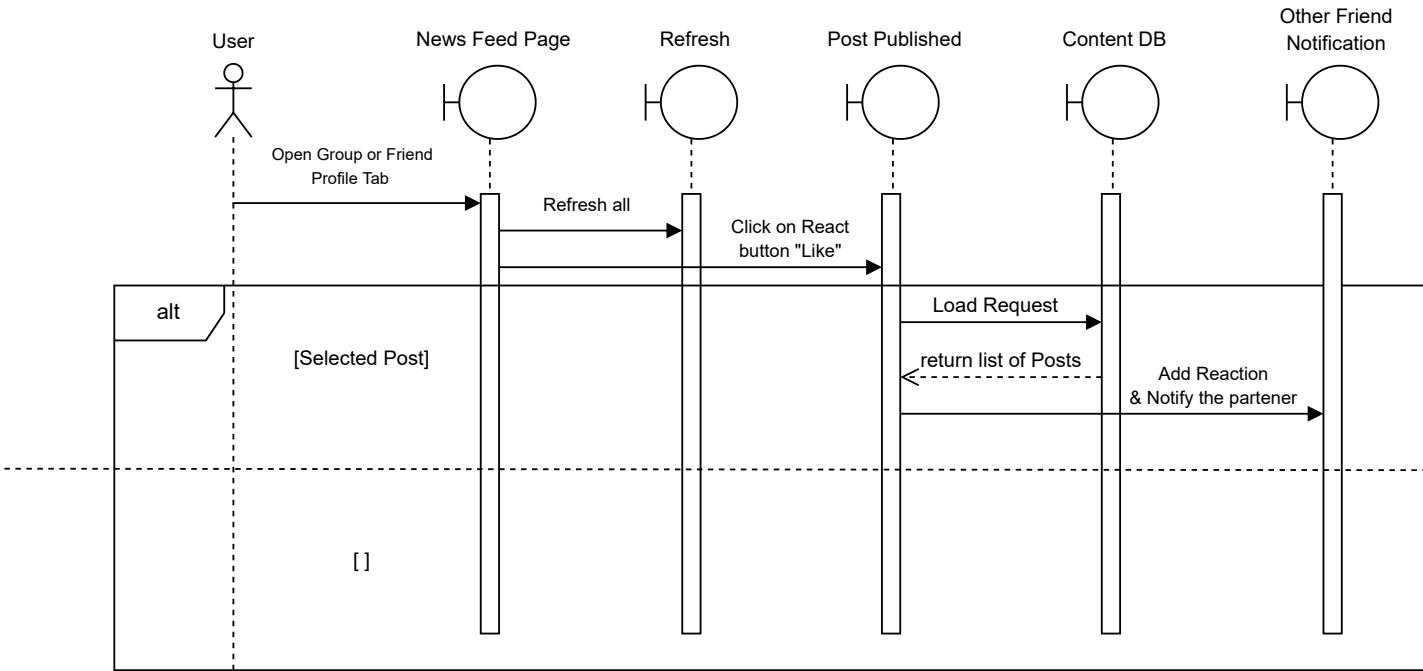 Other Friend
Notification
User
News Feed Page
Refresh
Post Published
Content DB
Open Group or Friend
Profile Tab
Refresh all
Click on React
button "Like"
alt
Load Request
[Selected Post]
return list of Posts
Add Reaction
& Notify the partener
[ ]